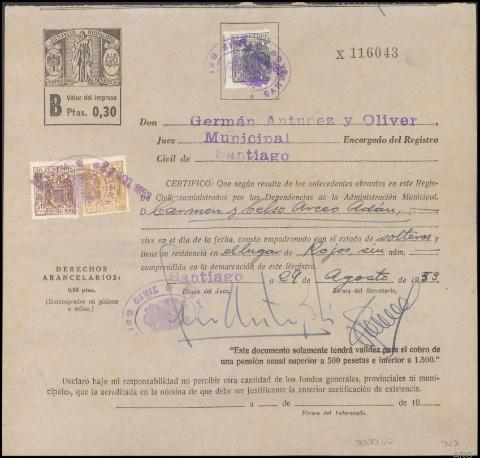 X 116043
B Valor del impreso
Ptas. 0,30
Don Germán Antunez y Oliver,
Juez Municipal Encargado del Registro
Civil de Santiago
CERTIFICO: Que según resulta de los antecedentes obrantes en este Regis-
tro Civil, suministrados por las Dependencias de la Administración Municipal,
D. Carmen y Celso Arceo Adán,
vive en el día de la fecha, consta empadronado con el estado de solteros y
tiene su residencia en el lugar de Rojos, sin núm.
comprendida en la demarcación de este Registro.
Santiago a 29 de Agosto de 1953
Firma del Juez, Firma del Secretario,
DERECHOS
ARANCELARIOS:
(Reintegrados en pólizas
o sellos.)
"Este documento solamente tendrá validez para el cobro de
una pensión anual superior a 500 pesetas e inferior a 1.500."
Declaro bajo mi responsabilidad no percibir otra cantidad de los fondos generales, provinciales ni muni-
cipales, que la acreditada en la nómina de que debe ser justificante la anterior certificación de existencia.
a de de 19
Firma del Interesado.